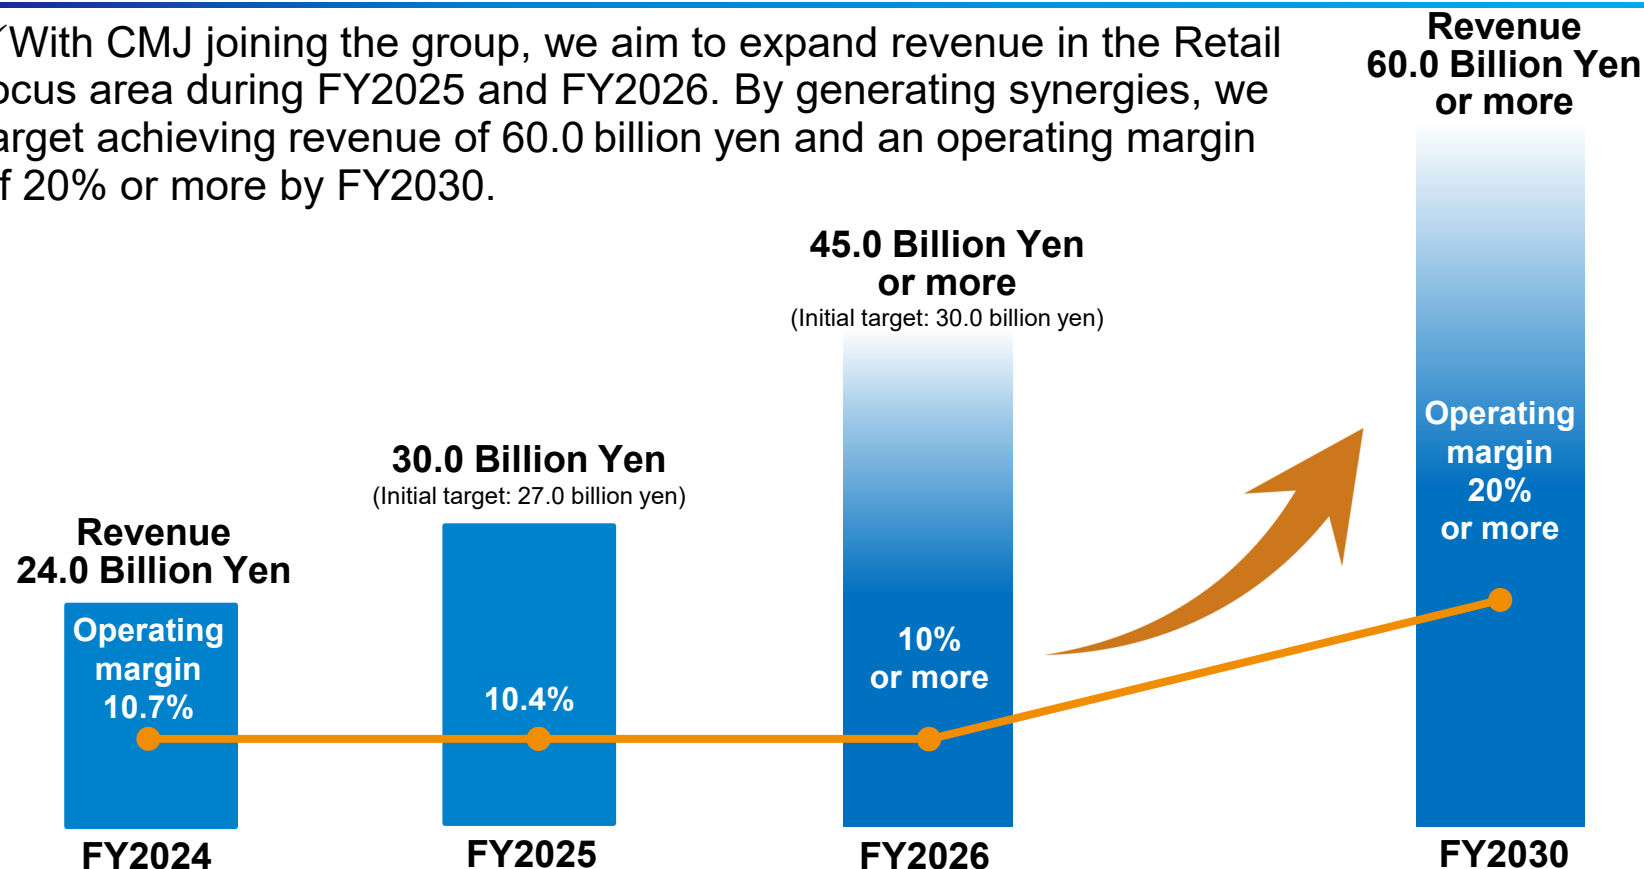 With CMJ joining the group, we aim to expand revenue in the Retail
ocus area during FY2025 and FY2026. By generating synergies, we
arget achieving revenue of 60.0 billion yen and an operating margin
f 20% or more by FY2030.
Revenue
60.0 Billion Yen
or more
45.0 Billion Yen
or more
(Initial target: 30.0 billion yen)
30.0 Billion Yen
(Initial target: 27.0 billion yen)
Revenue
24.0 Billion Yen
Operating
margin
10.7%
10.4%
10%
or more
Operating
margin
20%
or more
FY2024
FY2025
FY2026
FY2030